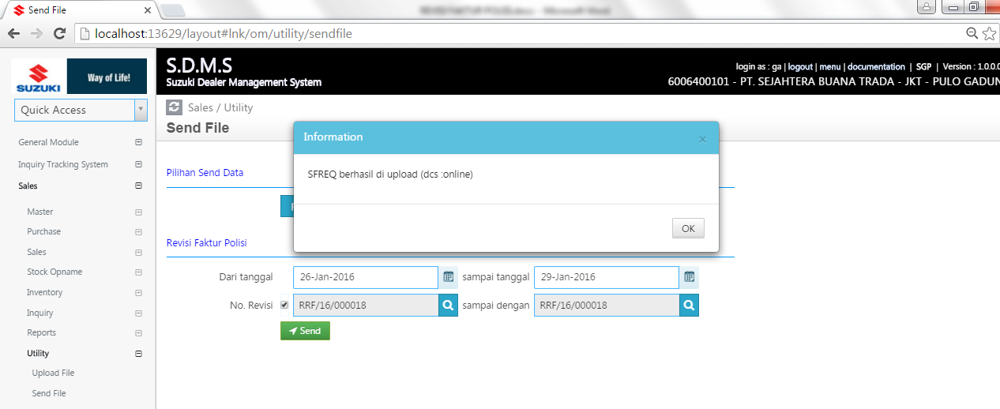 Send File
localhost:13629/layout#lnk/om/utility/sendfile
SUZUKI
Way of Life!
S.D.M.S
Suzuki Dealer Management System
login as : ga | logout | menu | documentation | SGP | Version : 1.0.0.0
6006400101 - PT. SEJAHTERA BUANA TRADA - JKT - PULO GADUN
Quick Access
General Module
Inquiry Tracking System
Sales
Master
Purchase
Sales
Stock Opname
Inventory
Inquiry
Reports
Utility
Upload File
Send File
Sales / Utility
Send File
Information
×
SFREQ berhasil di upload (dcs :online)
OK
Pilihan Send Data
Revisi Faktur Polisi
Dari tanggal 26-Jan-2016 sampai tanggal 29-Jan-2016
No. Revisi RRF/16/000018 sampai dengan RRF/16/000018
Send